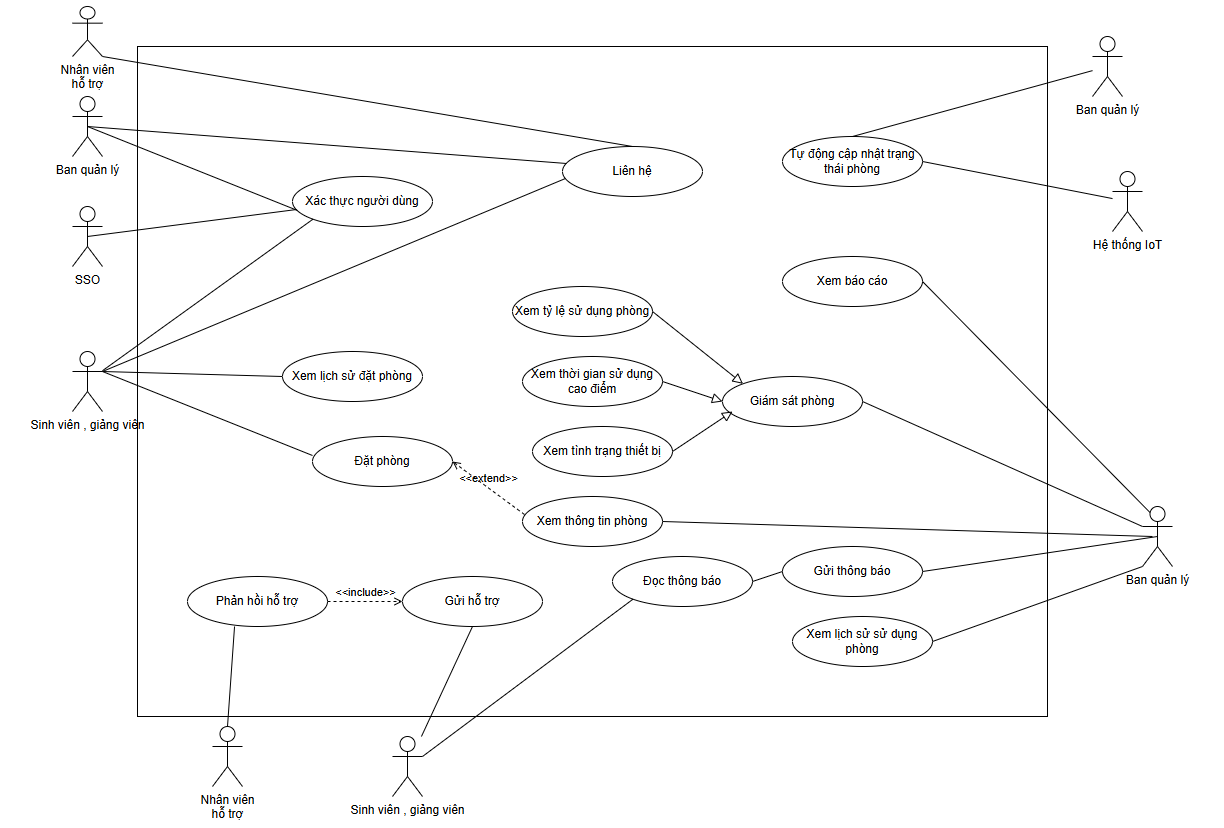 Nhân viên
hỗ trợ
Ban quản lý
Ban quản lý
Tự động cập nhật trạng
thái phòng
Liên hệ
Xác thực người dùng
Hệ thống IoT
SSO
Xem báo cáo
Xem tỷ lệ sử dụng phòng
Xem lịch sử đặt phòng
Xem thời gian sử dụng
cao điểm
Giám sát phòng
Sinh viên , giảng viên
Đặt phòng
Xem tình trạng thiết bị
<<extend>>
Xem thông tin phòng
Đọc thông báo
Gửi thông báo
Ban quản lý
Phản hồi hỗ trợ
<<include>>
Gửi hỗ trợ
Xem lịch sử sử dụng
phòng
Nhân viên
hỗ trợ
Sinh viên , giảng viên